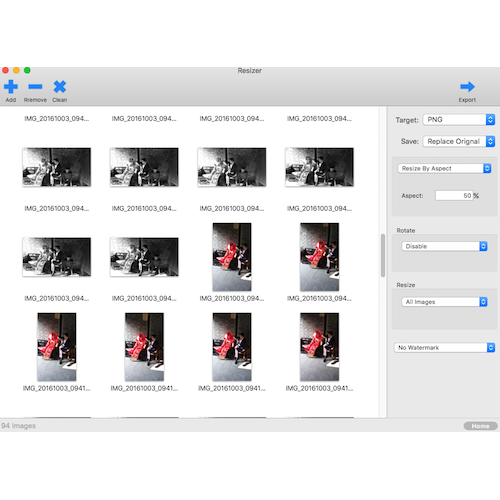 Resizer
Add Rremove Clean Export
IMG_20161003_094... IMG_20161003_094... IMG_20161003_094... IMG_20161003_094...
IMG_20161003_094... IMG_20161003_094... IMG_20161003_094... IMG_20161003_094...
IMG_20161003_094... IMG_20161003_094... IMG_20161003_094... IMG_20161003_094...
IMG_20161003_0941... IMG_20161003_0941... IMG_20161003_0941... IMG_20161003_0941...
Target: PNG
Save: Replace Orignal
Resize By Aspect
Aspect: 50 %
Rotate
Disable
Resize
All Images
No Watermark
94 images
Home